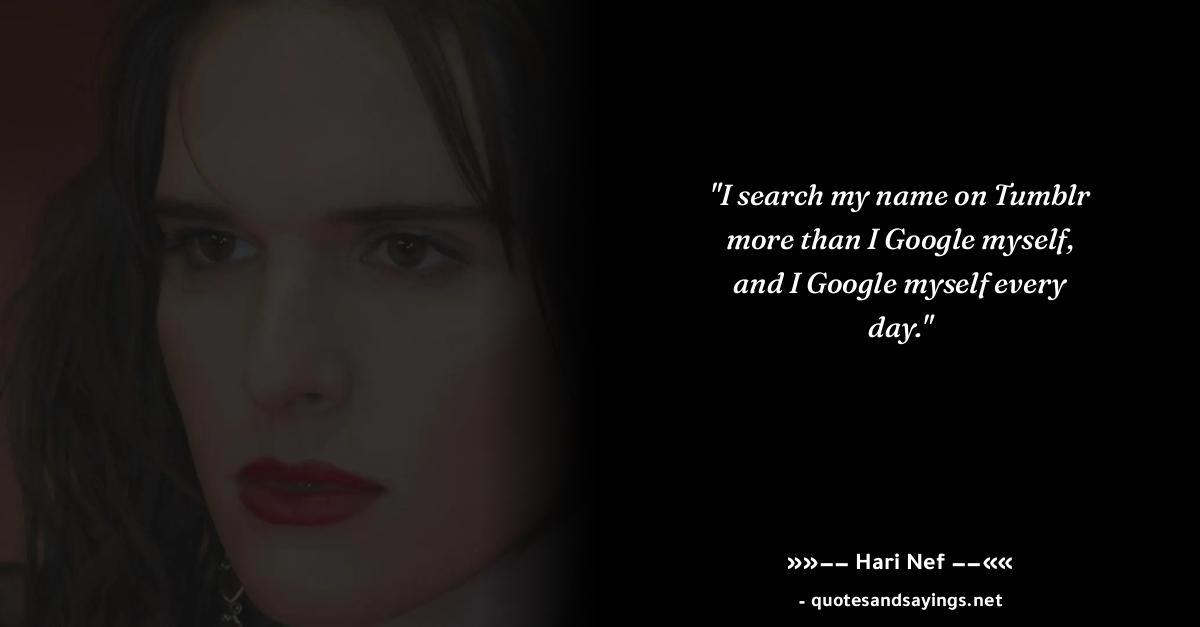 "I search my name on Tumblr
more than I Google myself,
and I Google myself every
day."
»»−− Hari Nef −−««
- quotesandsayings.net